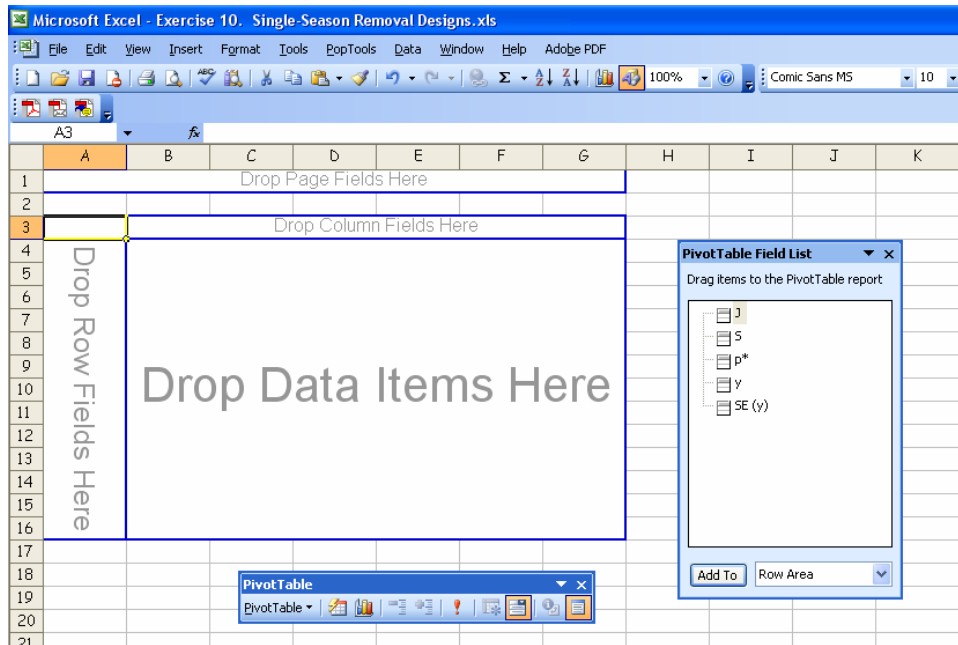 Microsoft Excel - Exercise 10.  Single-Season Removal Designs.xls
File Edit View Insert Format Tools PopTools Data Window Help Adobe PDF
100% Comic Sans MS 10
A3 fx
A B C D E F G H I J K
1 Drop Page Fields Here
2
3 Drop Column Fields Here
4
5
6
7
8
9
10
11
12
13
14
15
16
17
18
19
20
21
Drop Row Fields Here
Drop Data Items Here
PivotTable Field List
Drag items to the PivotTable report
J
S
p*
y
SE (y)
Add To Row Area
PivotTable
PivotTable